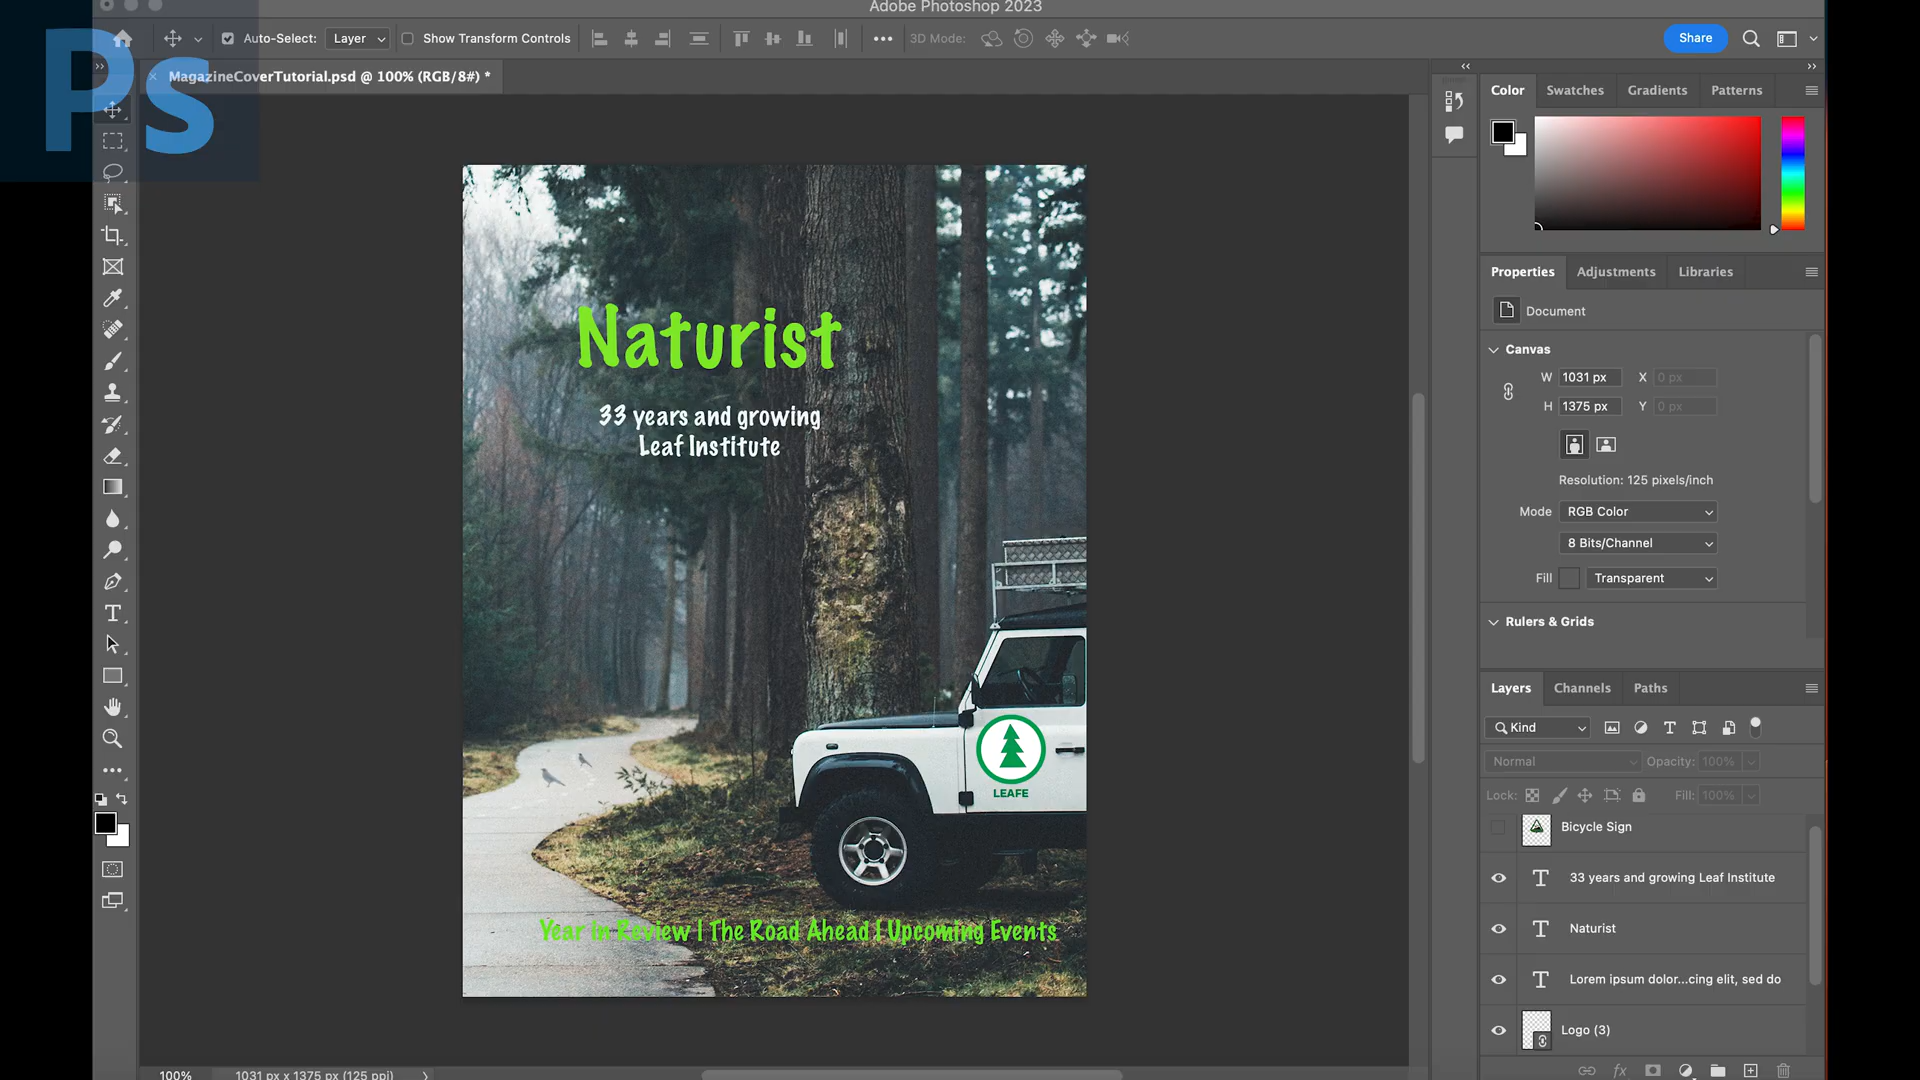 Adobe Photoshop 2023
Ps
Auto-Select: Layer Show Transform Controls 3D Mode: Share
MagazineCoverTutorial.psd @ 100% (RGB/8#) *
Color Swatches Gradients Patterns
Properties Adjustments Libraries
Document
Canvas
W 1031 px X 0 px
H 1375 px Y 0 px
Resolution: 125 pixels/inch
Mode RGB Color
8 Bits/Channel
Fill Transparent
Rulers & Grids
Naturist
33 years and growing
Leaf Institute
LEAFE
Year in Review | The Road Ahead | Upcoming Events
Layers Channels Paths
Kind
Normal Opacity: 100%
Lock: Fill: 100%
Bicycle Sign
33 years and growing Leaf Institute
Naturist
Lorem ipsum dolor...cing elit, sed do
Logo (3)
fx
100% 1031 px x 1375 px (125 ppi)